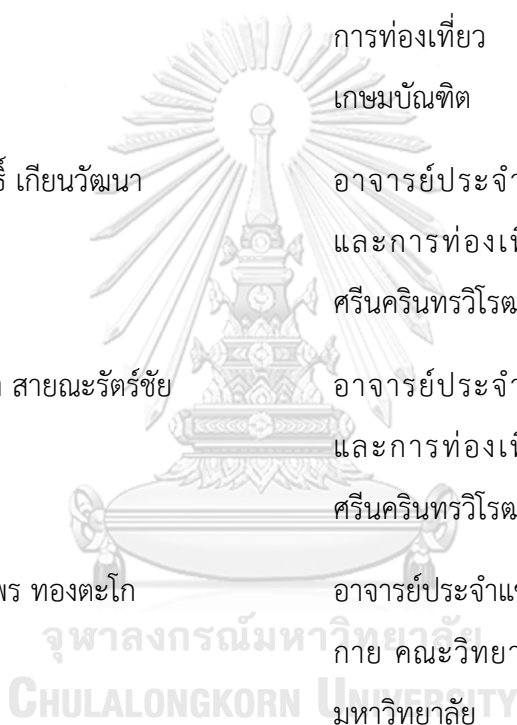 การท่องเที่ยว
เกษมบัณฑิต
เกียนวัฒนา อาจารย์ประจำ
และการท่องเที่
ศรีนครินทรวิโรฒ
สายณะรัตร์ชัย อาจารย์ประจำ
และการท่องเที่
ศรีนครินทรวิโรฒ
พร ทองตะโก อาจารย์ประจำแข
จุฬาลงกรณ์มหาวิทยาลัย
กาย คณะวิทยา
CHULALONGKORN UNIVERSITY
มหาวิทยาลัย